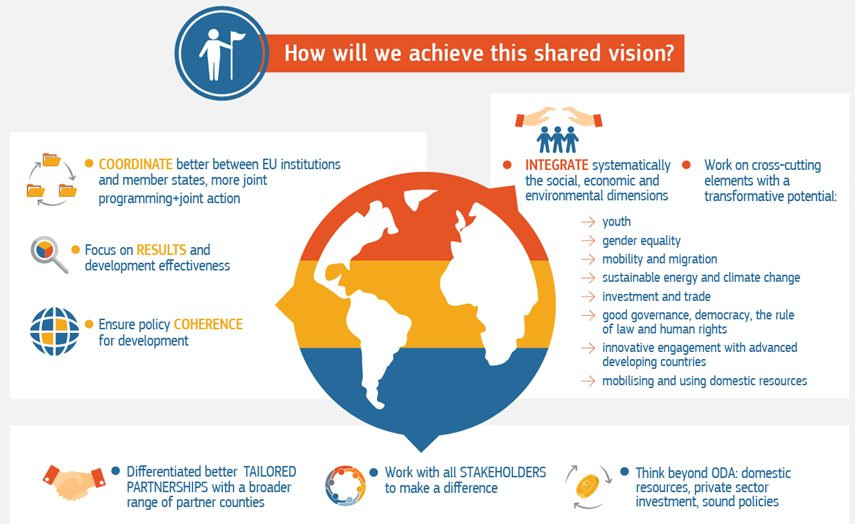 How will we achieve this shared vision?
COORDINATE better between EU institutions
and member states, more joint
programming+joint action
Focus on RESULTS and
development effectiveness
Ensure policy COHERENCE
for development
INTEGRATE systematically
the social, economic and
environmental dimensions
Work on cross-cutting
elements with a
transformative potential:
youth
gender equality
mobility and migration
sustainable energy and climate change
investment and trade
good governance, democracy, the rule
of law and human rights
innovative engagement with advanced
developing countries
mobilising and using domestic resources
Differentiated better TAILORED
PARTNERSHIPS with a broader
range of partner counties
Work with all STAKEHOLDERS
to make a difference
Think beyond ODA: domestic
resources, private sector
investment, sound policies